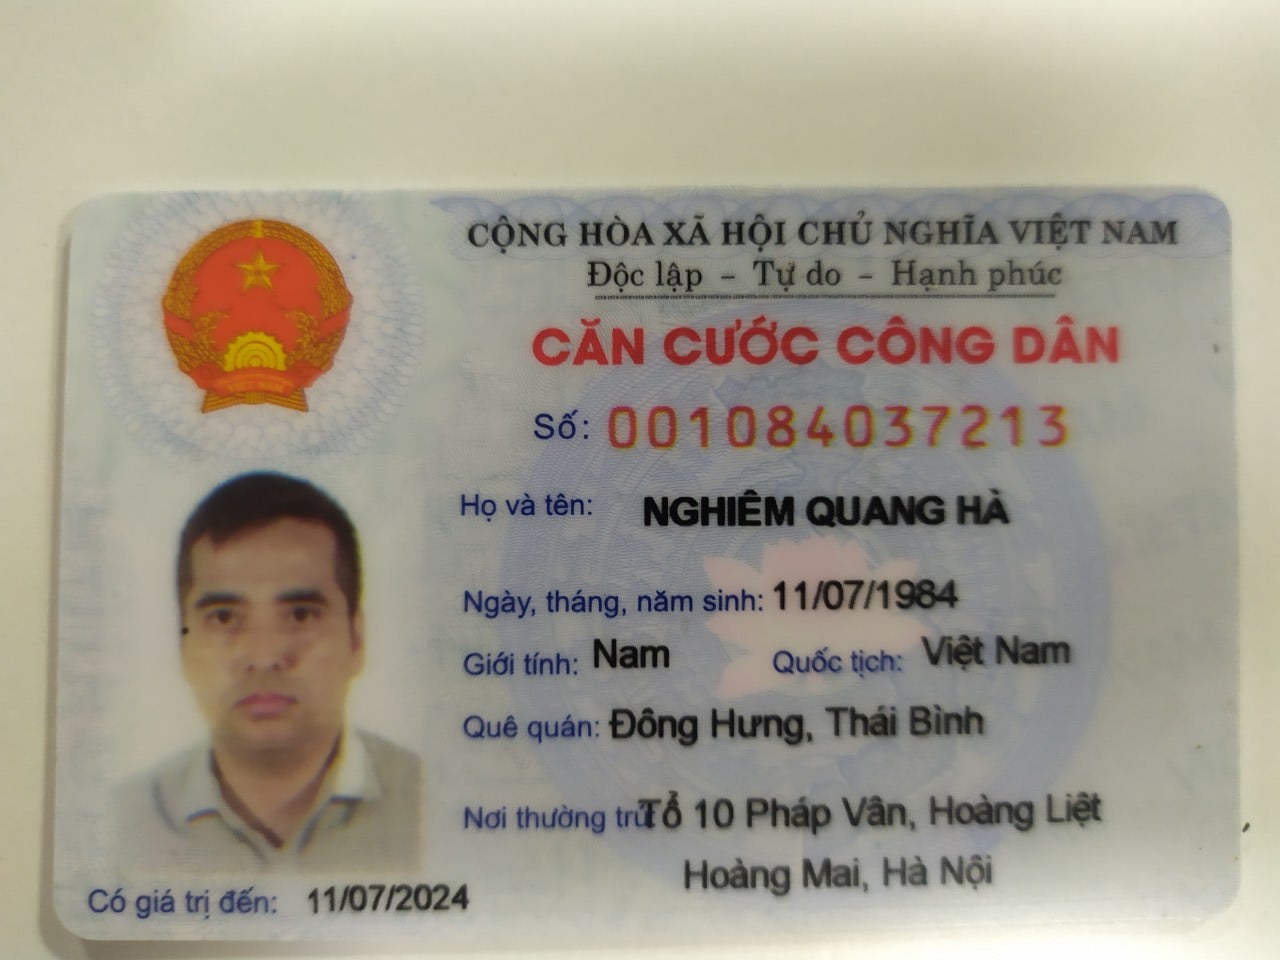 CỘNG HÒA XÃ HỘI CHỦ NGHĨA VIỆT NAM
Độc lập - Tự do - Hạnh phúc
CĂN CƯỚC CÔNG DÂN
Số: 001084037213
Họ và tên: NGHIÊM QUANG HÀ
Ngày, tháng, năm sinh: 11/07/1984
Giới tính: Nam Quốc tịch: Việt Nam
Quê quán: Đông Hưng, Thái Bình
Nơi thường trú: Tổ 10 Pháp Vân, Hoàng Liệt
Hoàng Mai, Hà Nội
Có giá trị đến: 11/07/2024
VIỆT NAM